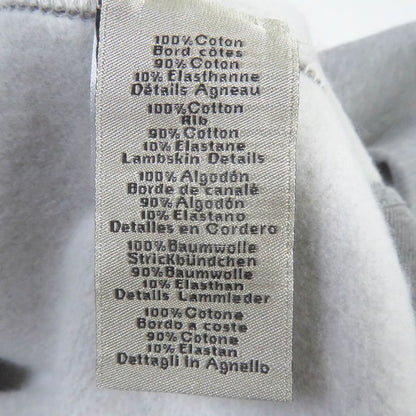 100% Coton
Bord côtes
90% Coton
10% Elasthanne
Détails Agneau
100% Cotton
Rib
90% Cotton
10% Elastane
Lambskin Details
100% Algodón
Borde de canalé
90% Algodón
10% Elastano
Detalles en Cordero
100% Baumwolle
Strickbündchen
90% Baumwolle
10% Elasthan
Details Lammleder
100% Cotone
Bordo a coste
90% Cotone
10% Elastan
Dettagli in Agnello